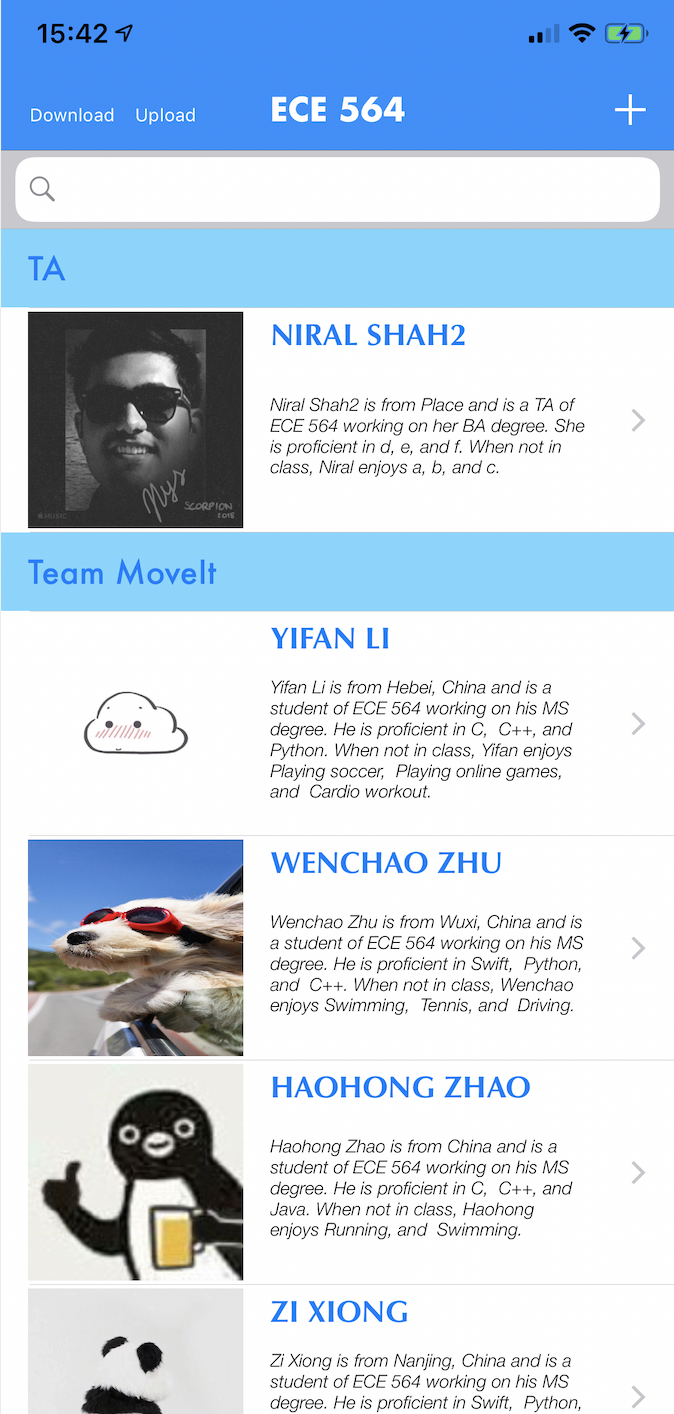 15:42
Download Upload ECE 564
TA
NIRAL SHAH2
Niral Shah2 is from Place and is a TA of
ECE 564 working on her BA degree. She
is proficient in d, e, and f. When not in
class, Niral enjoys a, b, and c.
Nys
SCORPION
2018
MUSIC
Team MoveIt
YIFAN LI
Yifan Li is from Hebei, China and is a
student of ECE 564 working on his MS
degree. He is proficient in C,  C++, and
Python. When not in class, Yifan enjoys
Playing soccer,  Playing online games,
and  Cardio workout.
WENCHAO ZHU
Wenchao Zhu is from Wuxi, China and is
a student of ECE 564 working on his MS
degree. He is proficient in Swift,  Python,
and  C++. When not in class, Wenchao
enjoys Swimming,  Tennis, and  Driving.
HAOHONG ZHAO
Haohong Zhao is from China and is a
student of ECE 564 working on his MS
degree. He is proficient in C,  C++, and
Java. When not in class, Haohong
enjoys Running, and  Swimming.
ZI XIONG
Zi Xiong is from Nanjing, China and is a
student of ECE 564 working on his MS
degree. He is proficient in Swift,  Python,